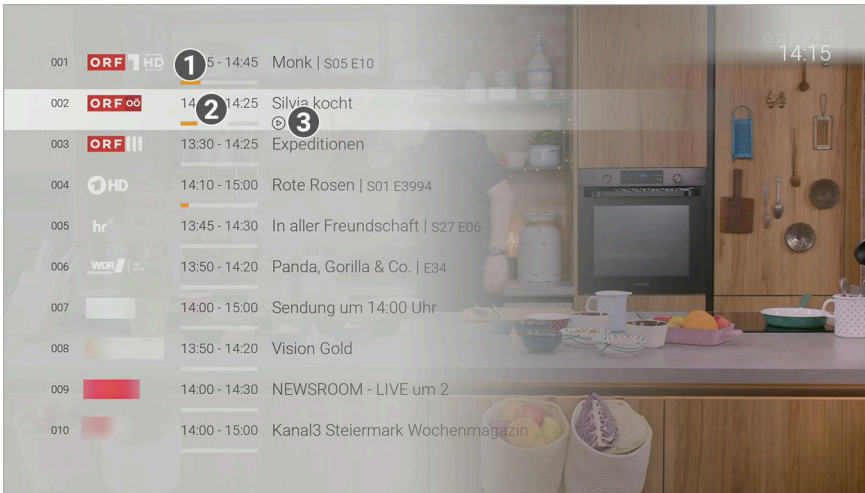 14:15
001 ORF 1 HD 1 5 - 14:45 Monk | S05 E10
002 ORF OÖ 14 2 14:25 Silvia kocht
3
003 ORF III 13:30 - 14:25 Expeditionen
004 1 HD 14:10 - 15:00 Rote Rosen | S01 E3994
005 hr 13:45 - 14:30 In aller Freundschaft | S27 E06
006 WDR 13:50 - 14:20 Panda, Gorilla & Co. | E34
007 14:00 - 15:00 Sendung um 14:00 Uhr
008 13:50 - 14:20 Vision Gold
009 14:00 - 14:30 NEWSROOM - LIVE um 2
010 14:00 - 15:00 Kanal3 Steiermark Wochenmagazin